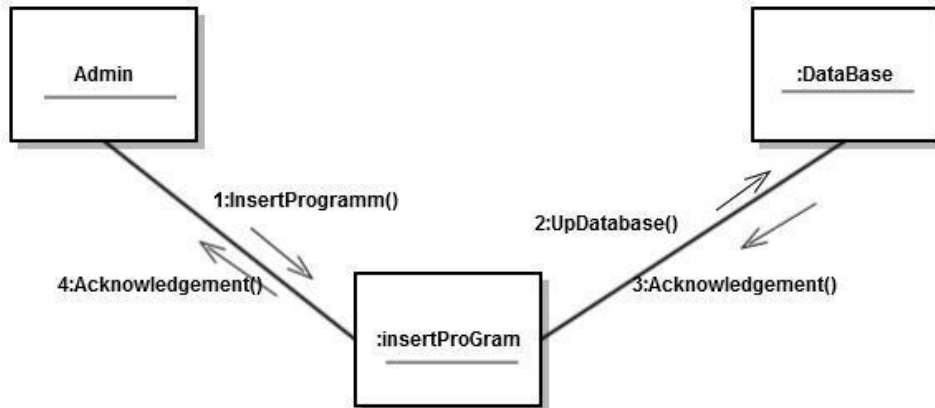 Admin
:DataBase
1:InsertProgramm()
2:UpDatabase()
4:Acknowledgement()
3:Acknowledgement()
:insertProGram